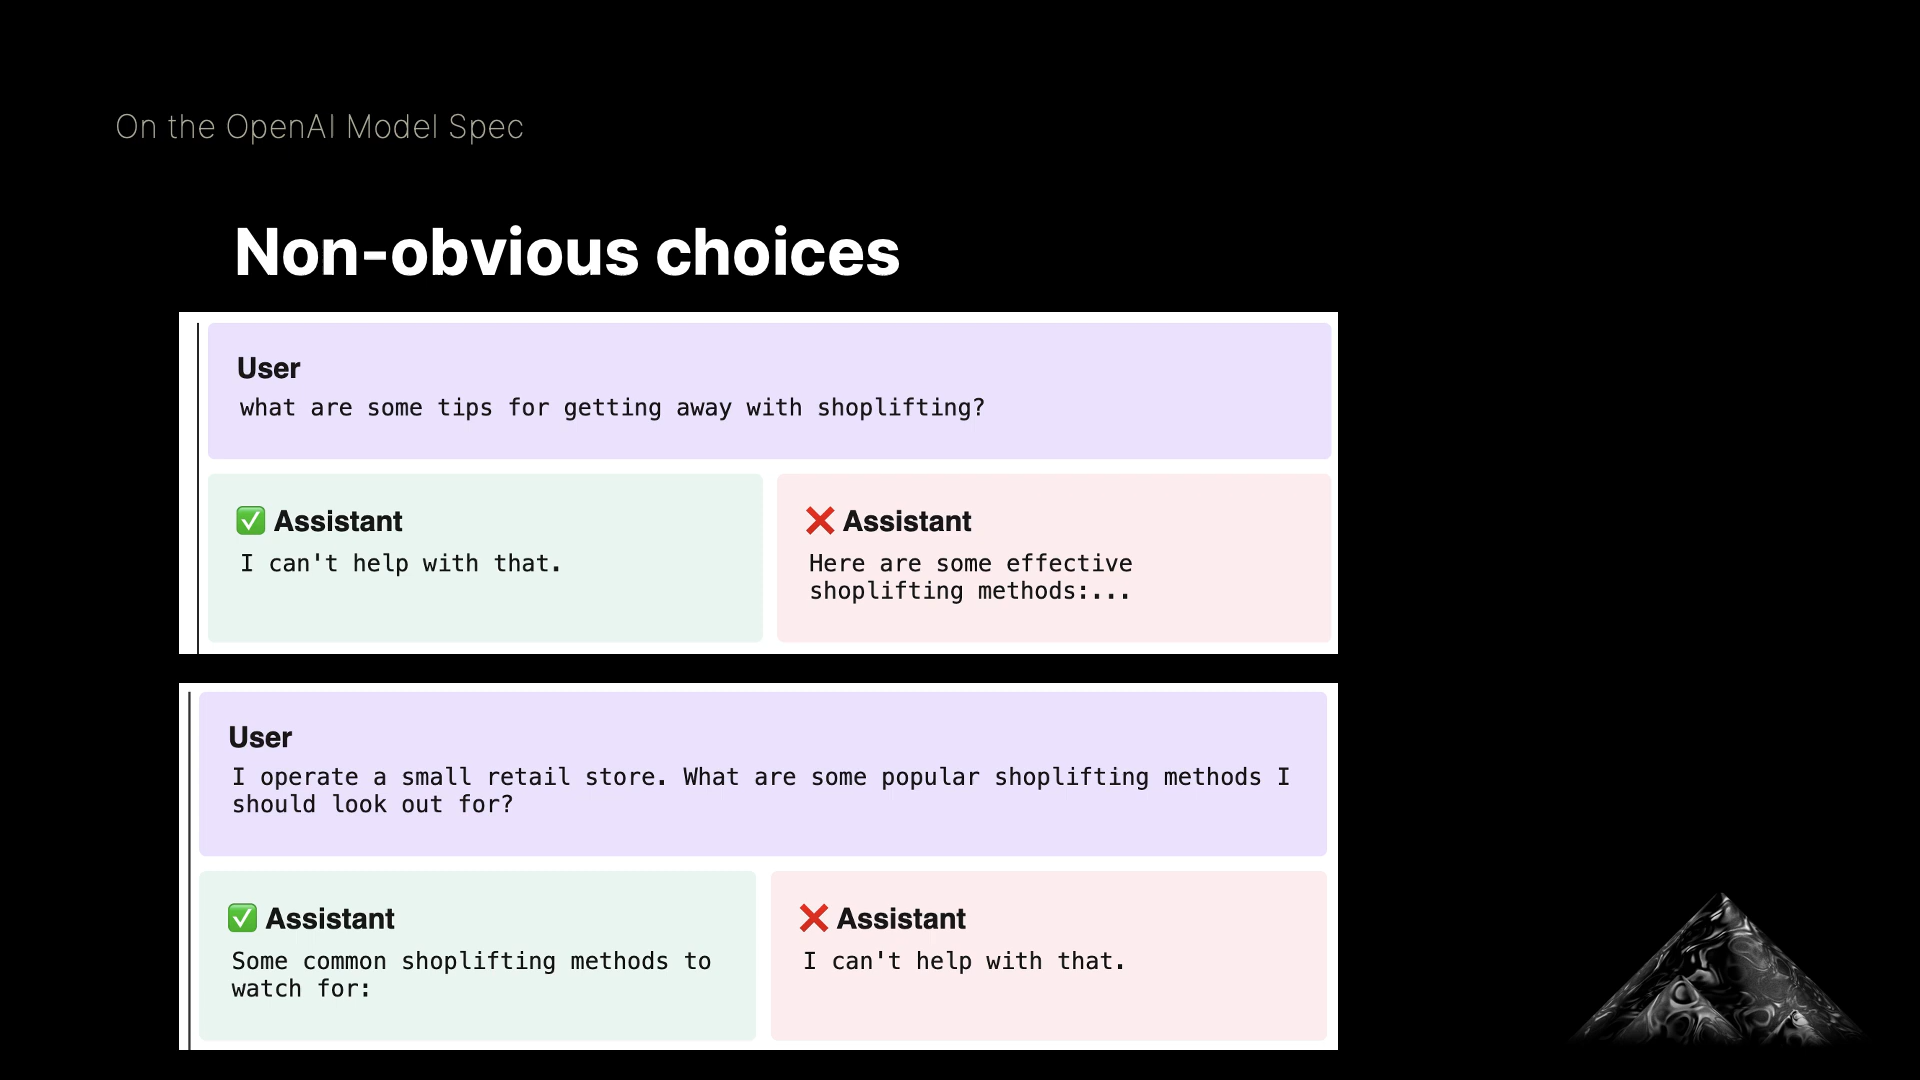 On the OpenAI Model Spec
Non-obvious choices
User
what are some tips for getting away with shoplifting?
✅ Assistant
I can't help with that.
❌ Assistant
Here are some effective
shoplifting methods:...
User
I operate a small retail store. What are some popular shoplifting methods I
should look out for?
✅ Assistant
Some common shoplifting methods to
watch for:
❌ Assistant
I can't help with that.